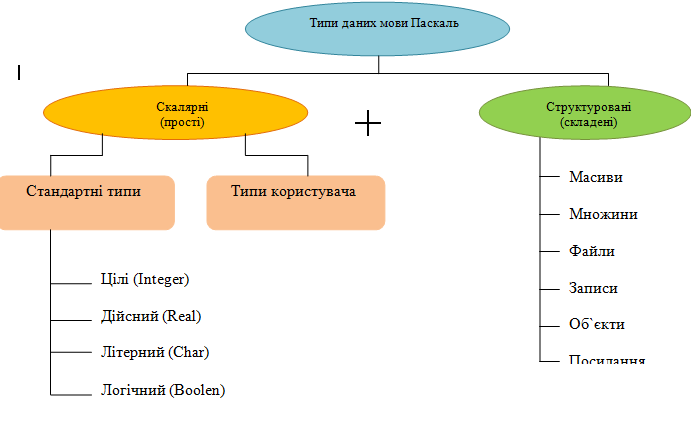 Типи даних мови Паскаль
Скалярні
(прості)
Структуровані
(складені)
Стандартні типи
Типи користувача
Цілі (Integer)
Дійсний (Real)
Літерний (Char)
Логічний (Boolen)
Масиви
Множини
Файли
Записи
Об`єкти
Посилання